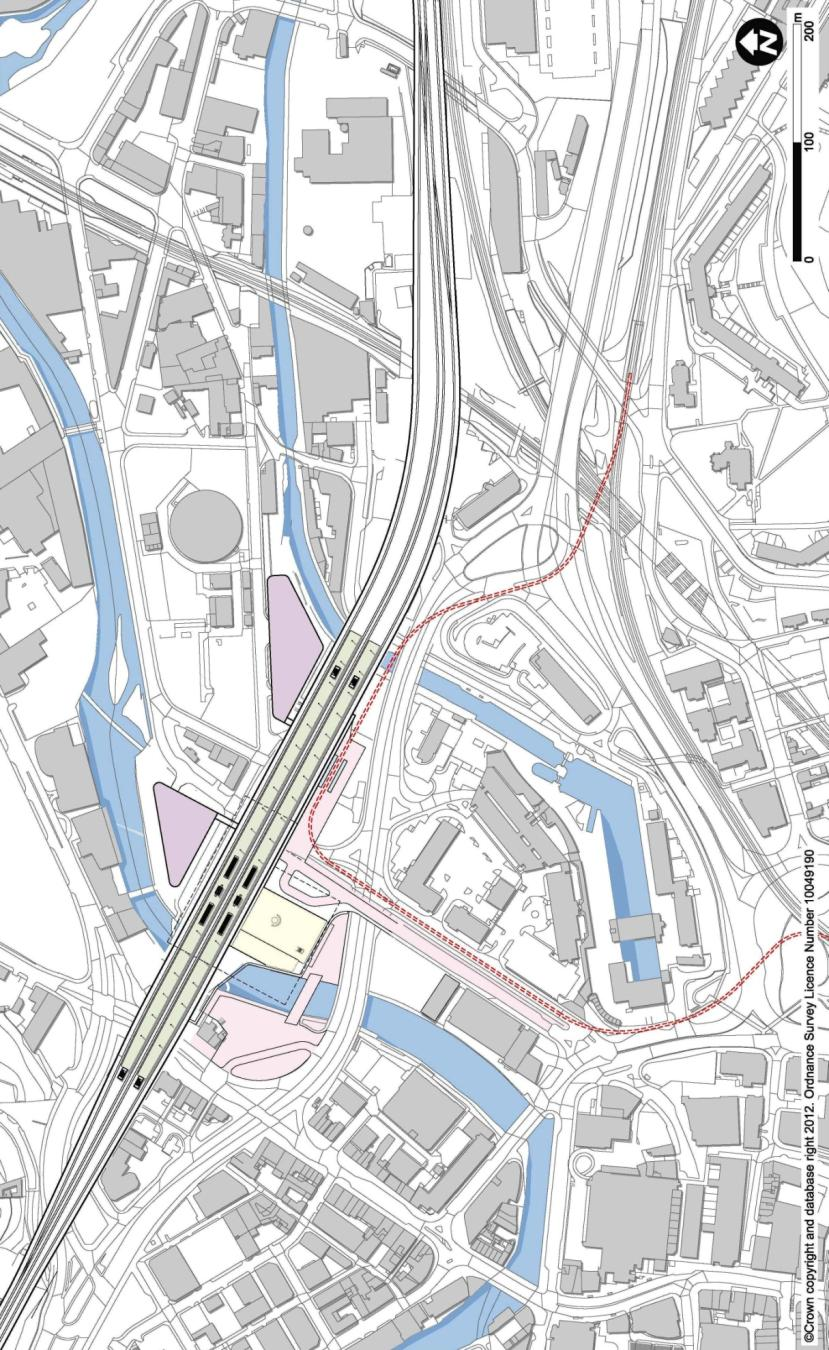 N
0 100 200 m
©Crown copyright and database right 2012. Ordnance Survey Licence Number 10049190